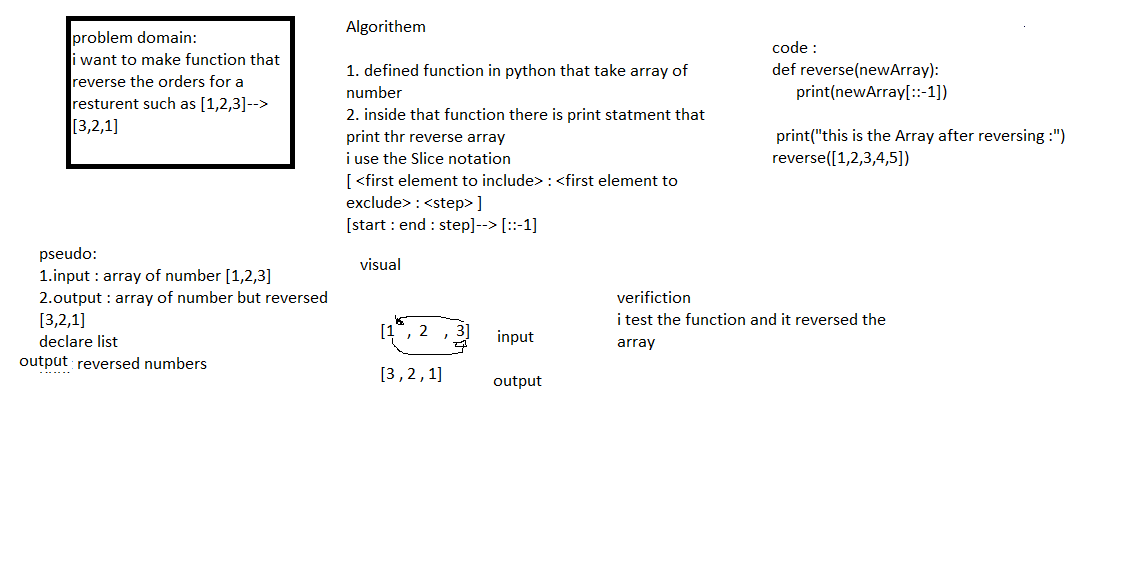 problem domain:
i want to make function that
reverse the orders for a
resturent such as [1,2,3]-->
[3,2,1]
Algorithem
1. defined function in python that take array of
number
2. inside that function there is print statment that
print thr reverse array
i use the Slice notation
[ <first element to include> : <first element to
exclude> : <step> ]
[start : end : step]--> [::-1]
code :
def reverse(newArray):
print(newArray[::-1])
print("this is the Array after reversing :")
reverse([1,2,3,4,5])
pseudo:
1.input : array of number [1,2,3]
2.output : array of number but reversed
[3,2,1]
declare list
output : reversed numbers
visual
[1 , 2 , 3] input
[3 , 2 , 1] output
verifiction
i test the function and it reversed the
array